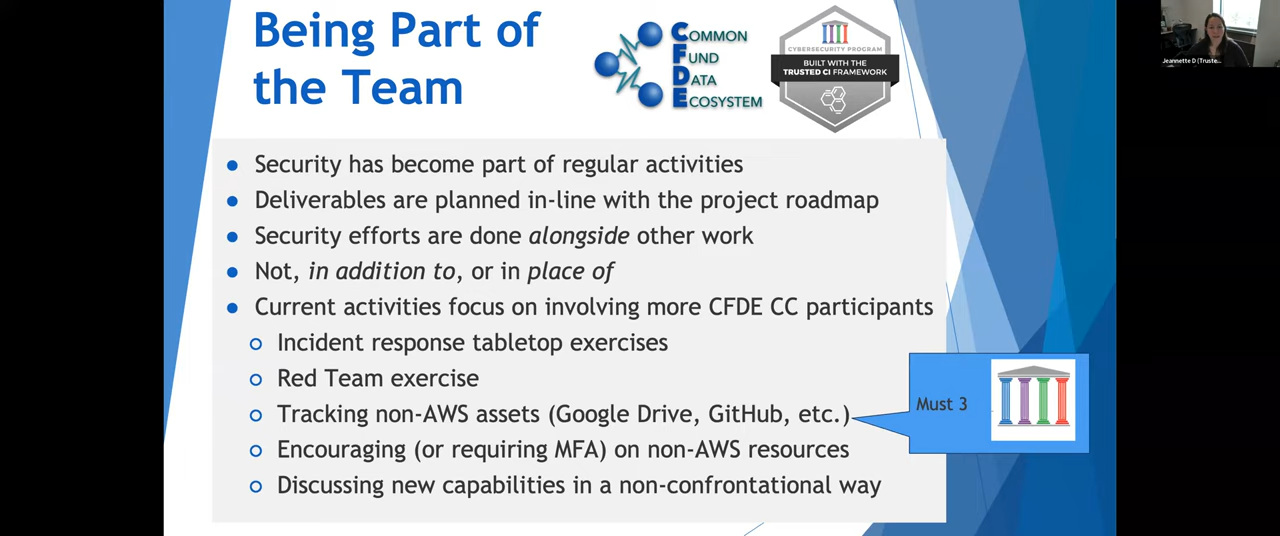 Being Part of
the Team
COMMON
FUND
DATA
ECOSYSTEM
CYBERSECURITY PROGRAM
BUILT WITH THE
TRUSTED CI FRAMEWORK
Jeannette D (Truste...
● Security has become part of regular activities
● Deliverables are planned in-line with the project roadmap
● Security efforts are done alongside other work
● Not, in addition to, or in place of
● Current activities focus on involving more CFDE CC participants
○ Incident response tabletop exercises
○ Red Team exercise
○ Tracking non-AWS assets (Google Drive, GitHub, etc.)
Must 3
○ Encouraging (or requiring MFA) on non-AWS resources
○ Discussing new capabilities in a non-confrontational way